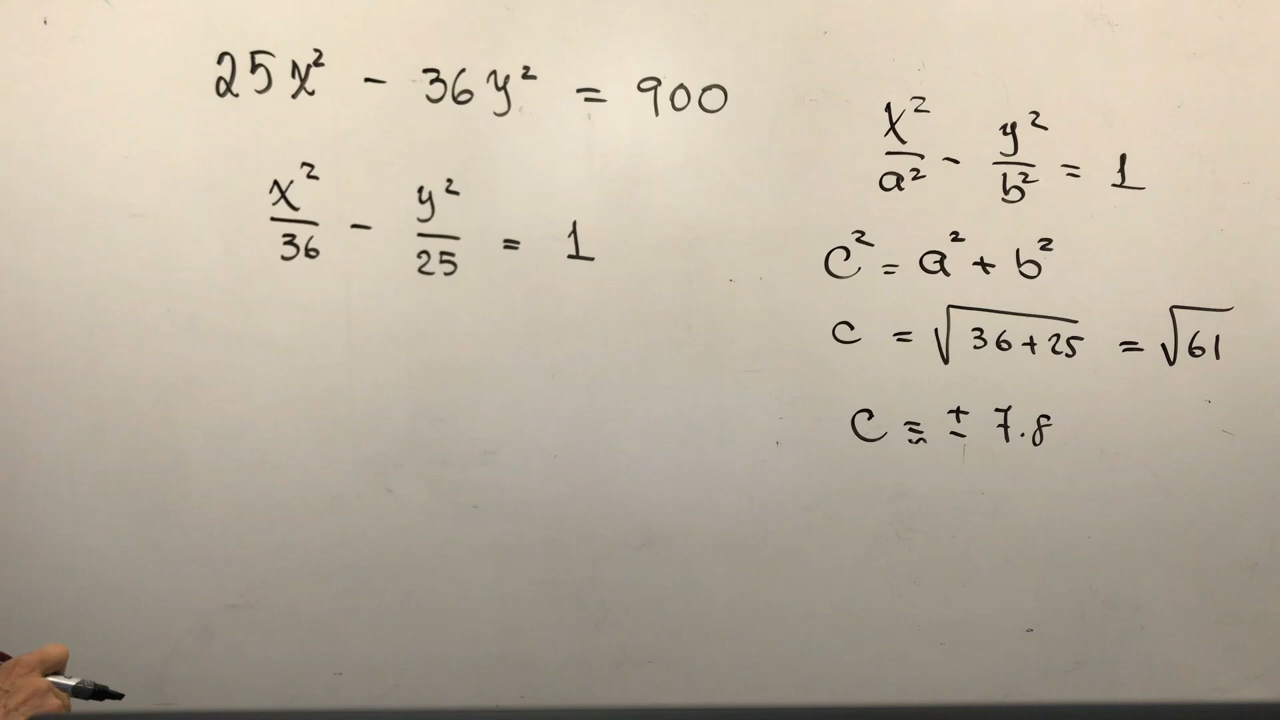 25x² - 36y² = 900
x²/36 - y²/25 = 1
x²/a² - y²/b² = 1
c² = a² + b²
c = √36+25 = √61
c ≅ ± 7.8